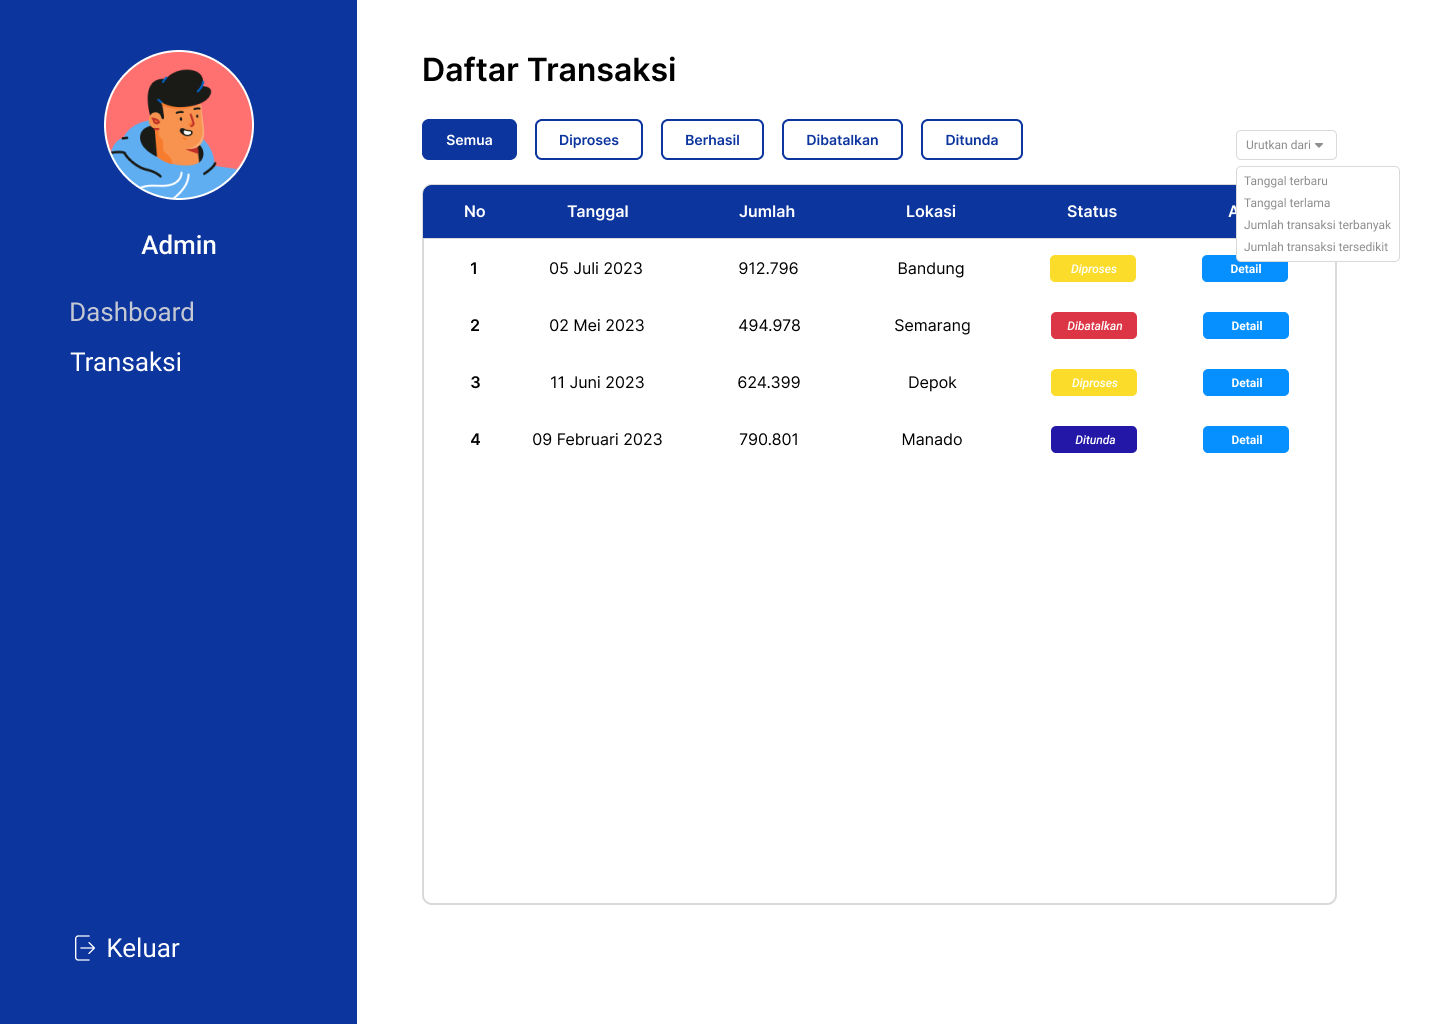 Admin
Dashboard
Transaksi
Keluar
Daftar Transaksi
Semua Diproses Berhasil Dibatalkan Ditunda
Urutkan dari
Tanggal terbaru
Tanggal terlama
Jumlah transaksi terbanyak
Jumlah transaksi tersedikit
No Tanggal Jumlah Lokasi Status
1 05 Juli 2023 912.796 Bandung Diproses Detail
2 02 Mei 2023 494.978 Semarang Dibatalkan Detail
3 11 Juni 2023 624.399 Depok Diproses Detail
4 09 Februari 2023 790.801 Manado Ditunda Detail